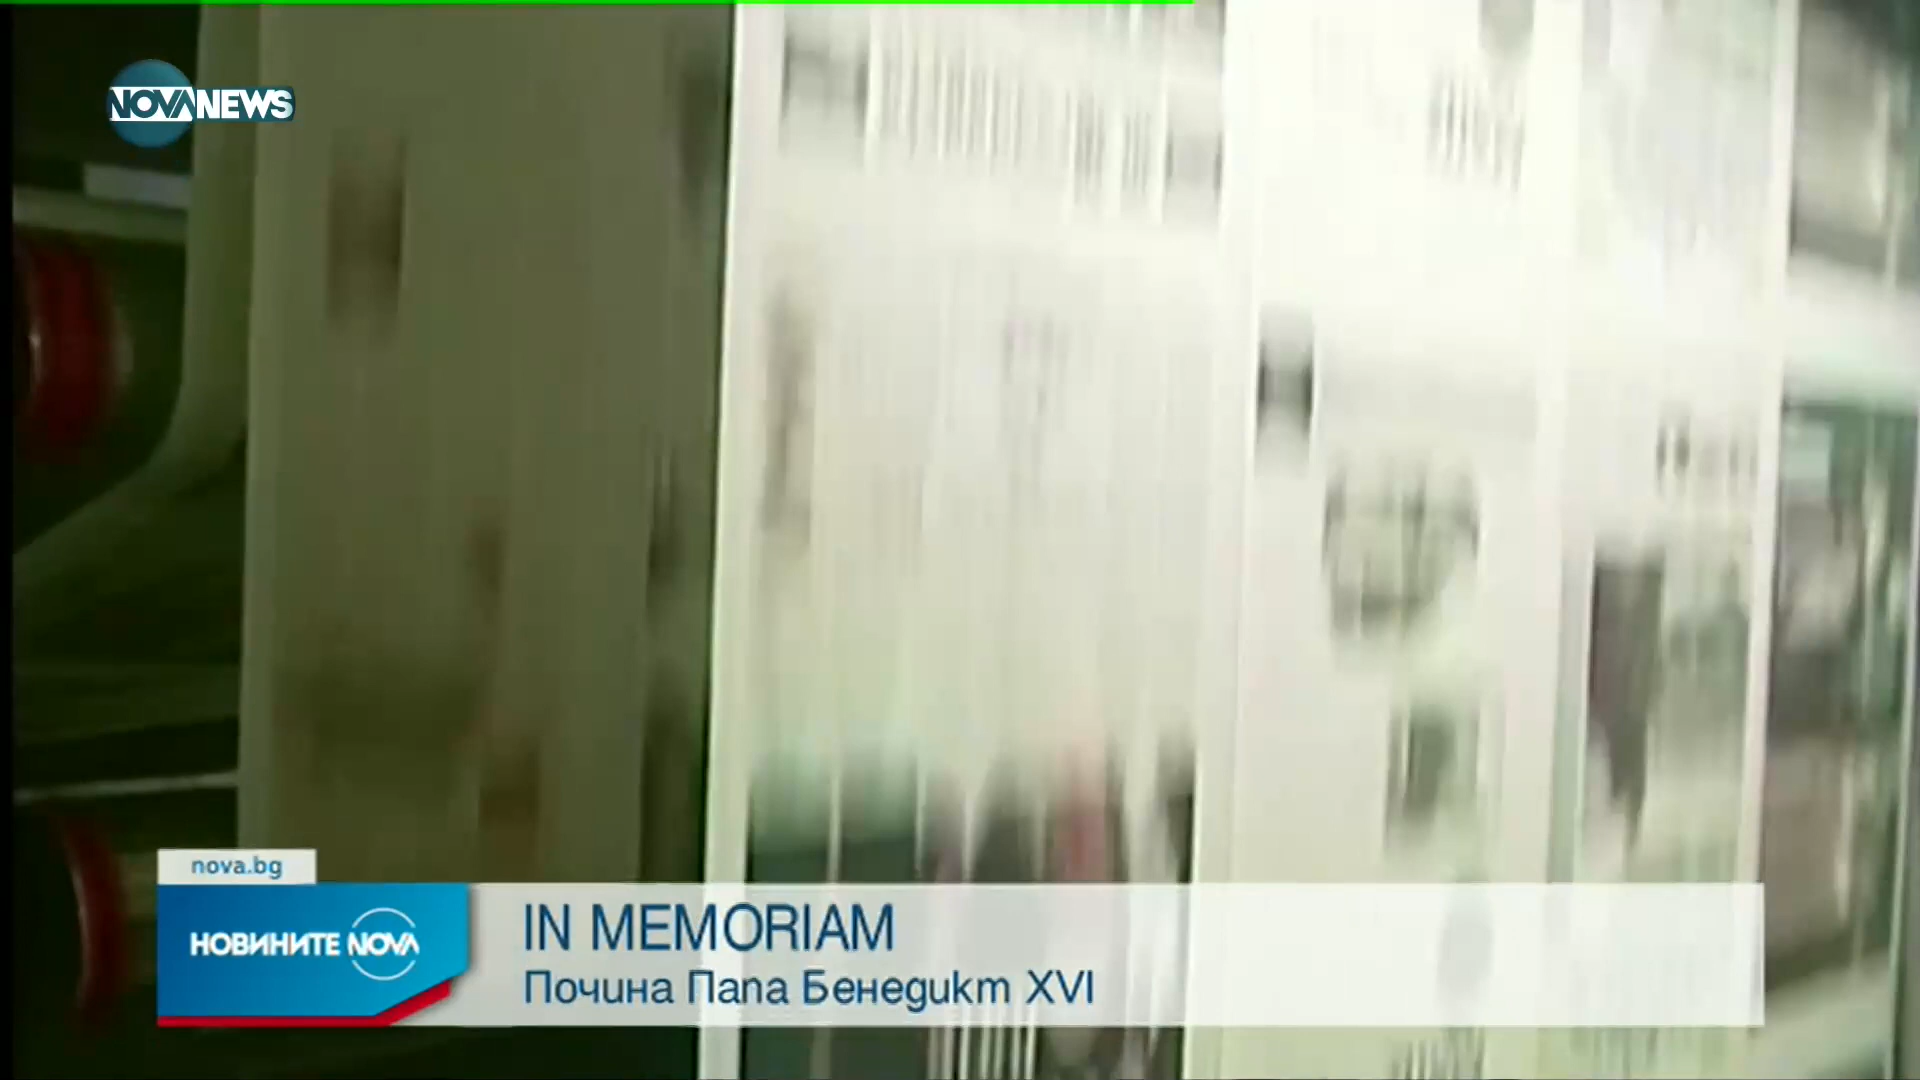 NOVANEWS
nova.bg
НОВИНИТЕ NOVA
IN MEMORIAM
Почина Папа Бенедикт XVI